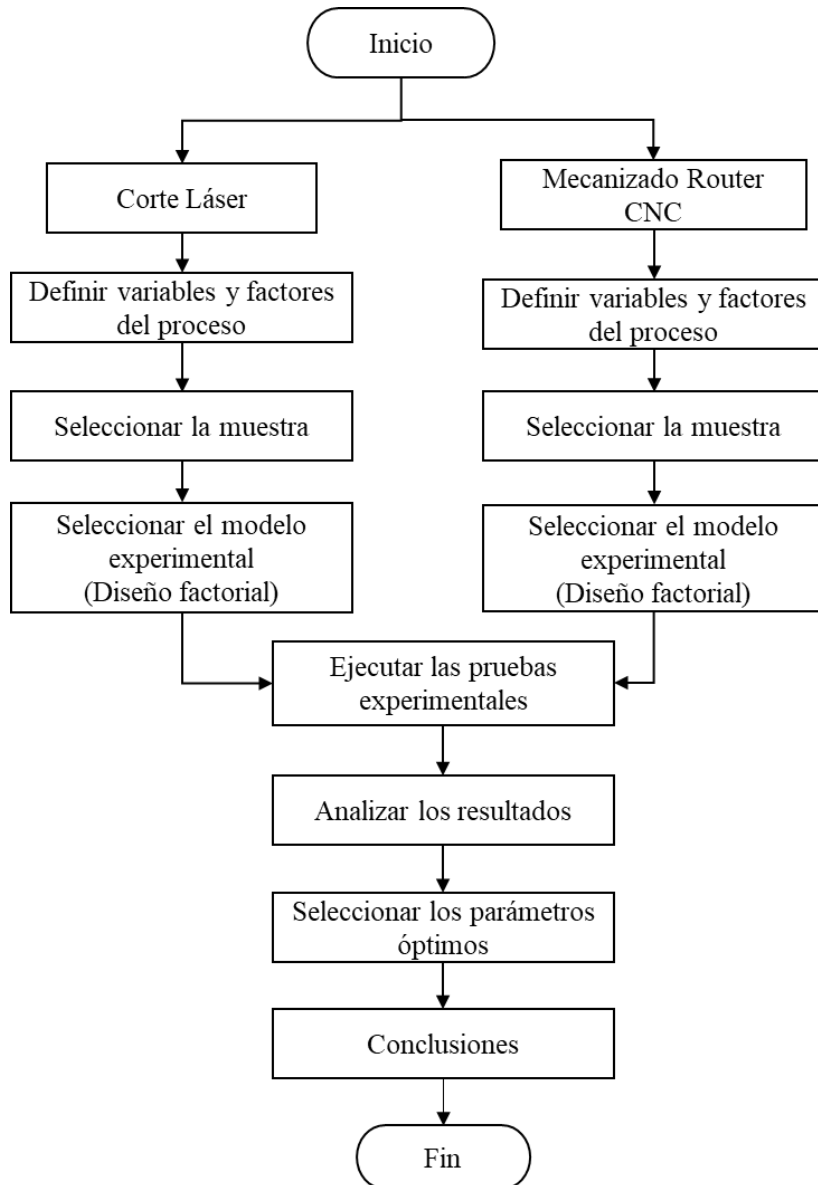 Inicio
Corte Láser
Mecanizado Router
CNC
Definir variables y factores
del proceso
Definir variables y factores
del proceso
Seleccionar la muestra
Seleccionar la muestra
Seleccionar el modelo
experimental
(Diseño factorial)
Seleccionar el modelo
experimental
(Diseño factorial)
Ejecutar las pruebas
experimentales
Analizar los resultados
Seleccionar los parámetros
óptimos
Conclusiones
Fin